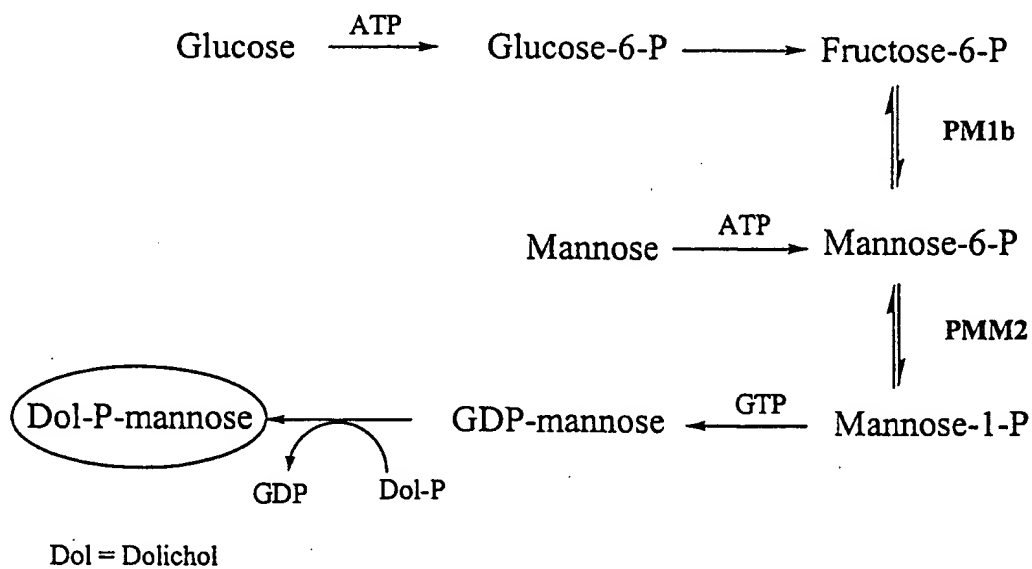 ATP
Glucose Glucose-6-P Fructose-6-P
PM1b
ATP
Mannose Mannose-6-P
PMM2
GTP
Dol-P-mannose GDP-mannose Mannose-1-P
GDP Dol-P
Dol = Dolichol